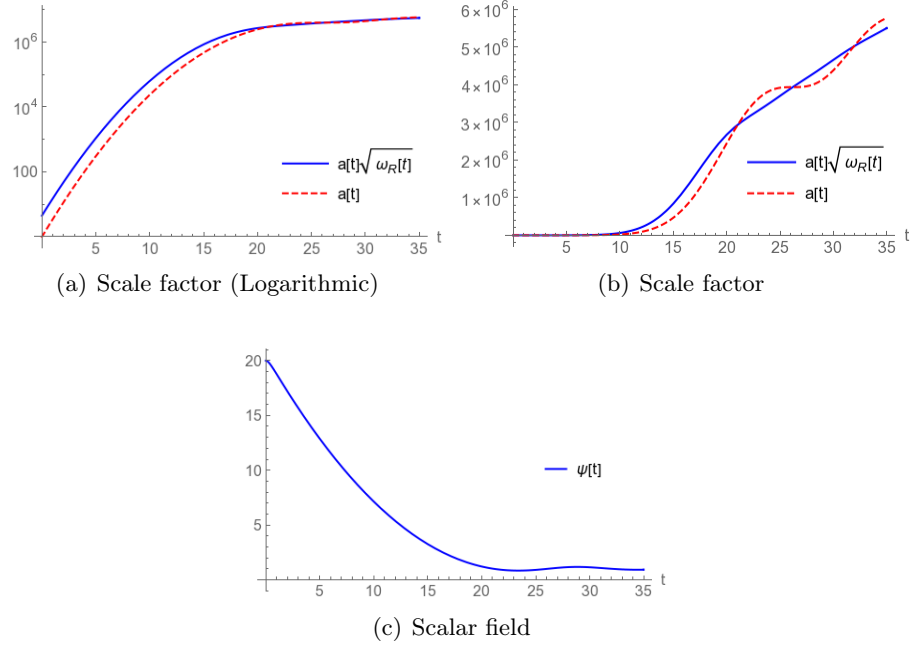 10^6
10^4
100
a[t]√ω_R[t]
a[t]
5 10 15 20 25 30 35 t
(a) Scale factor (Logarithmic)
6×10^6
5×10^6
4×10^6
3×10^6
2×10^6
1×10^6
a[t]√ω_R[t]
a[t]
5 10 15 20 25 30 35 t
(b) Scale factor
20
15
10
5
ψ[t]
5 10 15 20 25 30 35 t
(c) Scalar field